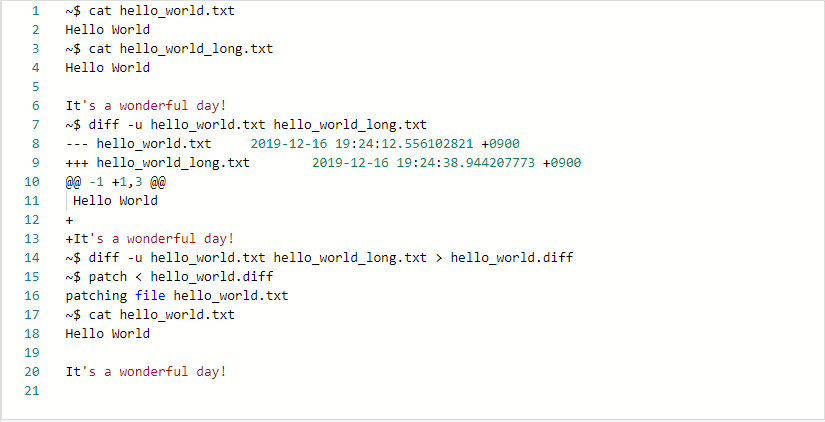 1 ~$ cat hello_world.txt
2 Hello World
3 ~$ cat hello_world_long.txt
4 Hello World
5
6 It's a wonderful day!
7 ~$ diff -u hello_world.txt hello_world_long.txt
8 --- hello_world.txt     2019-12-16 19:24:12.556102821 +0900
9 +++ hello_world_long.txt        2019-12-16 19:24:38.944207773 +0900
10 @@ -1 +1,3 @@
11  Hello World
12 +
13 +It's a wonderful day!
14 ~$ diff -u hello_world.txt hello_world_long.txt > hello_world.diff
15 ~$ patch < hello_world.diff
16 patching file hello_world.txt
17 ~$ cat hello_world.txt
18 Hello World
19
20 It's a wonderful day!
21